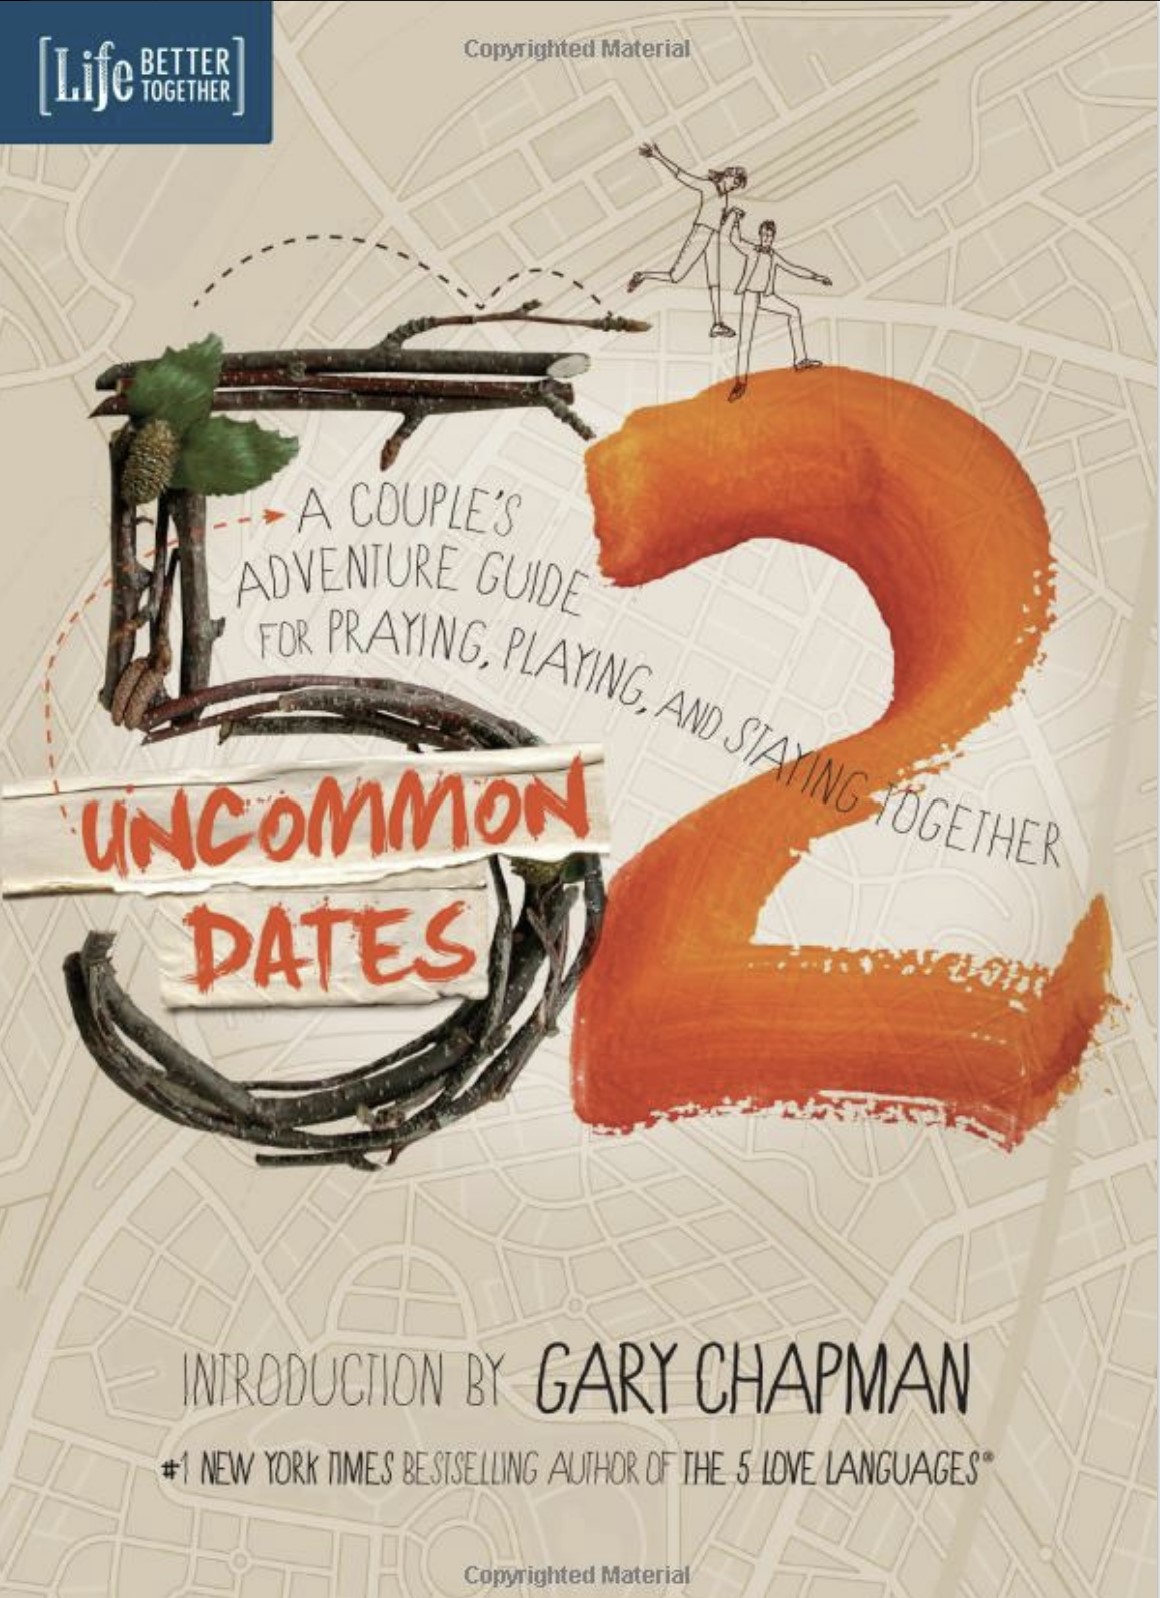 Copyrighted Material
[Life BETTER
TOGETHER]
52
A COUPLE'S
ADVENTURE GUIDE
FOR PRAYING, PLAYING, AND STAYING TOGETHER
UNCOMMON
DATES
INTRODUCTION BY GARY CHAPMAN
#1 NEW YORK TIMES BESTSELLING AUTHOR OF THE 5 LOVE LANGUAGES®
Copyrighted Material